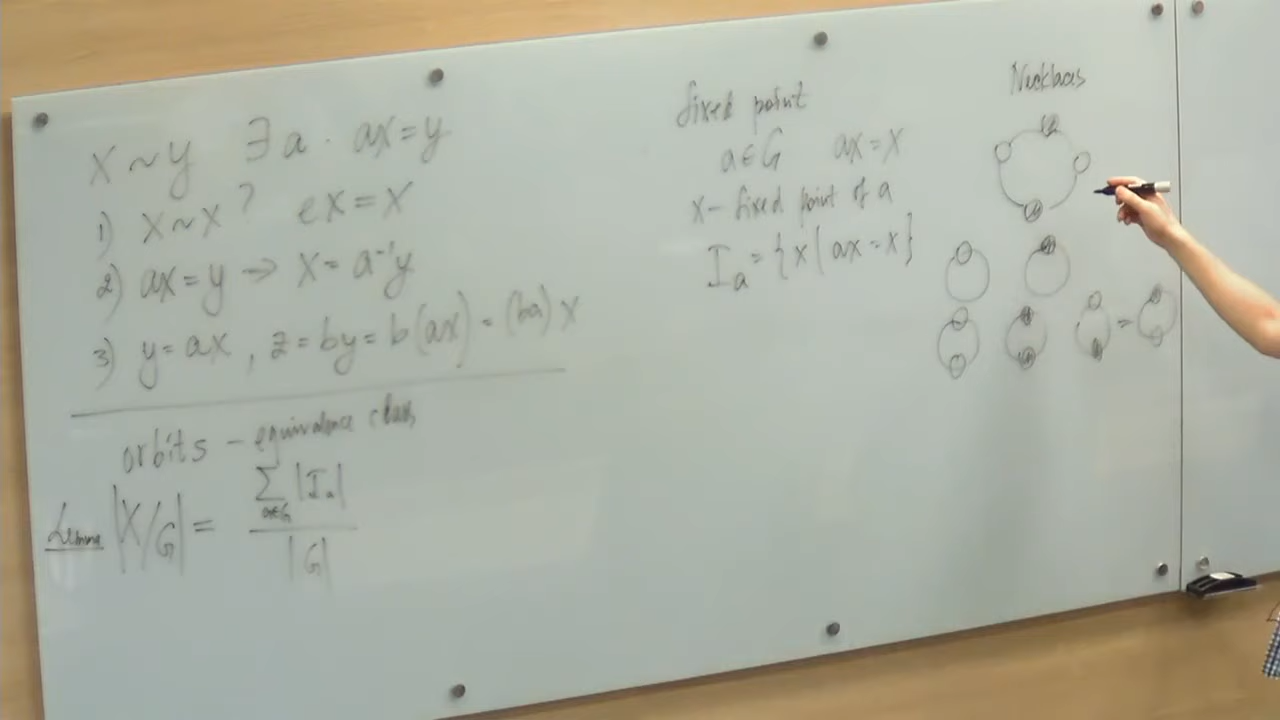 x ~ y ∃ a · ax = y
1) x ~ x ? ex = x
2) ax = y → x = a⁻¹y
3) y = ax , z = by = b(ax) = (ba) x
orbits – equivalence class
Lemma |X/G| = ∑_{a∈G} |I_a| / |G|
fixed point
a ∈ G ax = x
x – fixed point of a
I_a = {x | ax = x}
Necklaces
=